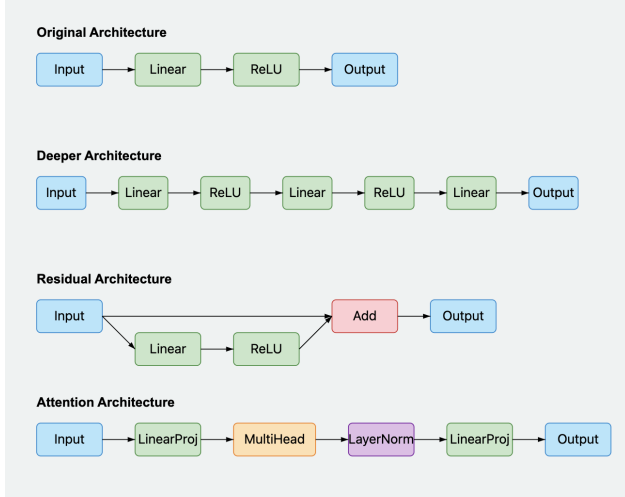 Original Architecture
Input Linear ReLU Output
Deeper Architecture
Input Linear ReLU Linear ReLU Linear Output
Residual Architecture
Input Add Output
Linear ReLU
Attention Architecture
Input LinearProj MultiHead LayerNorm LinearProj Output